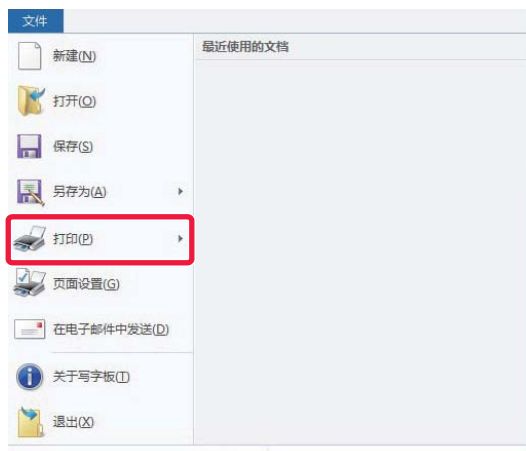 文件
最近使用的文档
新建(N)
打开(O)
保存(S)
另存为(A)
打印(P)
页面设置(G)
在电子邮件中发送(D)
关于写字板(T)
退出(X)